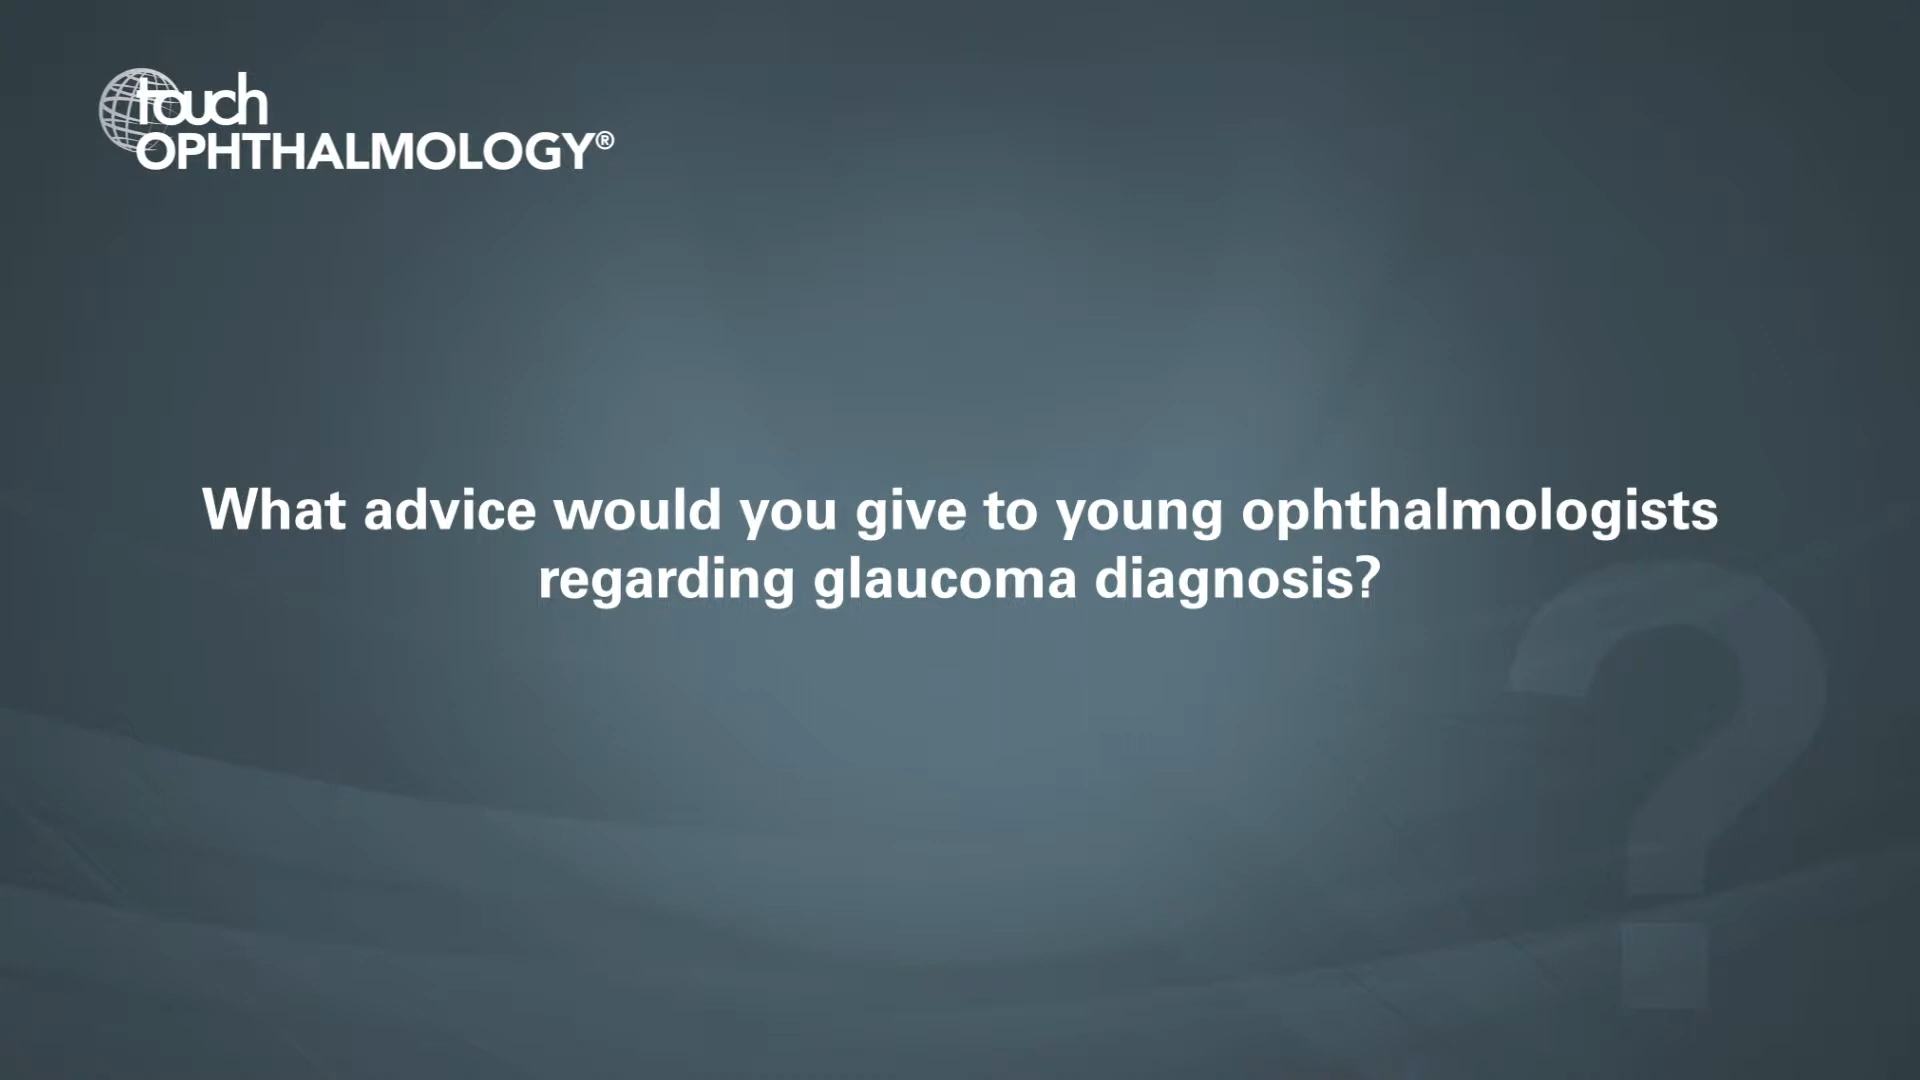 touch
OPHTHALMOLOGY®
What advice would you give to young ophthalmologists
regarding glaucoma diagnosis?
?